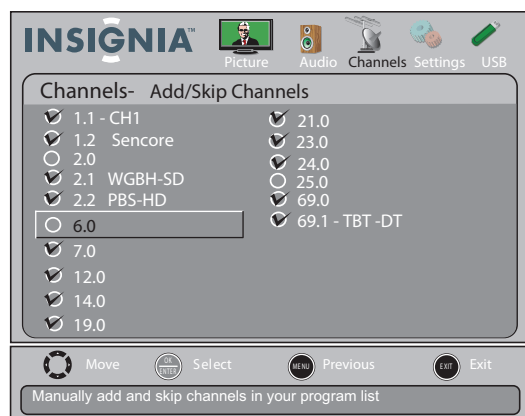 INSIGNIA™
Picture Audio Channels Settings USB
Channels- Add/Skip Channels
1.1 - CH1
1.2 Sencore
2.0
2.1 WGBH-SD
2.2 PBS-HD
6.0
7.0
12.0
14.0
19.0
21.0
23.0
24.0
25.0
69.0
69.1 - TBT -DT
Move OK ENTER Select MENU Previous EXIT Exit
Manually add and skip channels in your program list